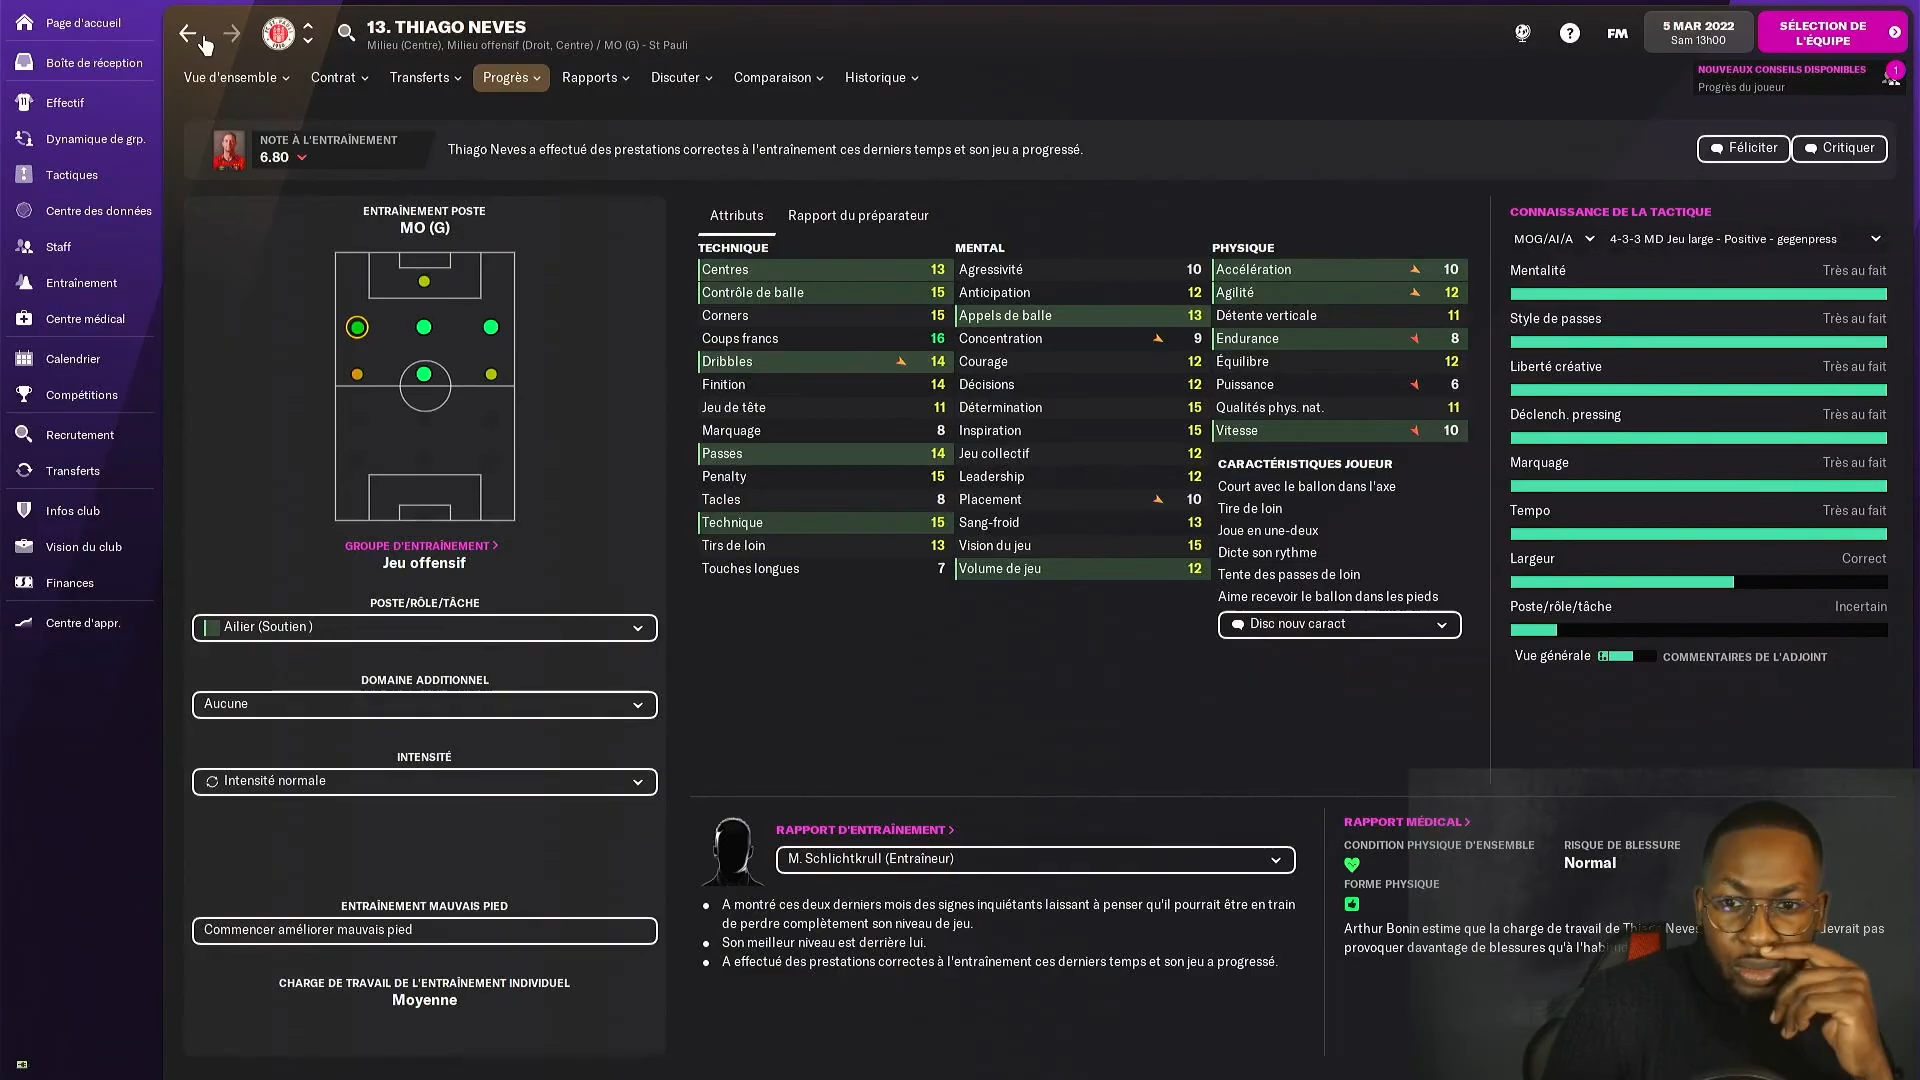 Page d'accueil
Boîte de réception
Effectif
Dynamique de grp.
Tactiques
Centre des données
Staff
Entraînement
Centre médical
Calendrier
Compétitions
Recrutement
Transferts
Infos club
Vision du club
Finances
Centre d'appr.
13. THIAGO NEVES
Milieu (Centre), Milieu offensif (Droit, Centre) / MO (G) - St Pauli
FM
5 MAR 2022
Sam 13h00
SÉLECTION DE L'ÉQUIPE
Vue d'ensemble
Contrat
Transferts
Progrès
Rapports
Discuter
Comparaison
Historique
NOUVEAUX CONSEILS DISPONIBLES
1
Progrès du joueur
NOTE À L'ENTRAÎNEMENT
6.80
Thiago Neves a effectué des prestations correctes à l'entraînement ces derniers temps et son jeu a progressé.
Féliciter
Critiquer
ENTRAÎNEMENT POSTE
MO (G)
GROUPE D'ENTRAÎNEMENT >
Jeu offensif
POSTE/RÔLE/TÂCHE
Ailier (Soutien )
DOMAINE ADDITIONNEL
Aucune
INTENSITÉ
Intensité normale
ENTRAÎNEMENT MAUVAIS PIED
Commencer améliorer mauvais pied
CHARGE DE TRAVAIL DE L'ENTRAÎNEMENT INDIVIDUEL
Moyenne
Attributs
Rapport du préparateur
TECHNIQUE
Centres 13
Contrôle de balle 15
Corners 15
Coups francs 16
Dribbles 14
Finition 14
Jeu de tête 11
Marquage 8
Passes 14
Penalty 15
Tacles 8
Technique 15
Tirs de loin 13
Touches longues 7
MENTAL
Agressivité 10
Anticipation 12
Appels de balle 13
Concentration 9
Courage 12
Décisions 12
Détermination 15
Inspiration 15
Jeu collectif 12
Leadership 12
Placement 10
Sang-froid 13
Vision du jeu 15
Volume de jeu 12
PHYSIQUE
Accélération 10
Agilité 12
Détente verticale 11
Endurance 8
Équilibre 12
Puissance 6
Qualités phys. nat. 11
Vitesse 10
CARACTÉRISTIQUES JOUEUR
Court avec le ballon dans l'axe
Tire de loin
Joue en une-deux
Dicte son rythme
Tente des passes de loin
Aime recevoir le ballon dans les pieds
Disc nouv caract
CONNAISSANCE DE LA TACTIQUE
MOG/AI/A
4-3-3 MD Jeu large - Positive - gegenpress
Mentalité Très au fait
Style de passes Très au fait
Liberté créative Très au fait
Déclench. pressing Très au fait
Marquage Très au fait
Tempo Très au fait
Largeur Correct
Poste/rôle/tâche Incertain
Vue générale
COMMENTAIRES DE L'ADJOINT
RAPPORT D'ENTRAÎNEMENT >
M. Schlichtkrull (Entraîneur)
A montré ces deux derniers mois des signes inquiétants laissant à penser qu'il pourrait être en train
de perdre complètement son niveau de jeu.
Son meilleur niveau est derrière lui.
A effectué des prestations correctes à l'entraînement ces derniers temps et son jeu a progressé.
RAPPORT MÉDICAL >
CONDITION PHYSIQUE D'ENSEMBLE
RISQUE DE BLESSURE
Normal
FORME PHYSIQUE
Arthur Bonin estime que la charge de travail de Neves devrait pas
provoquer davantage de blessures qu'à